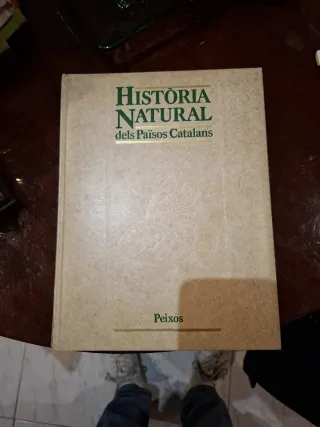 HISTÒRIA
NATURAL
dels Països Catalans
Peixos